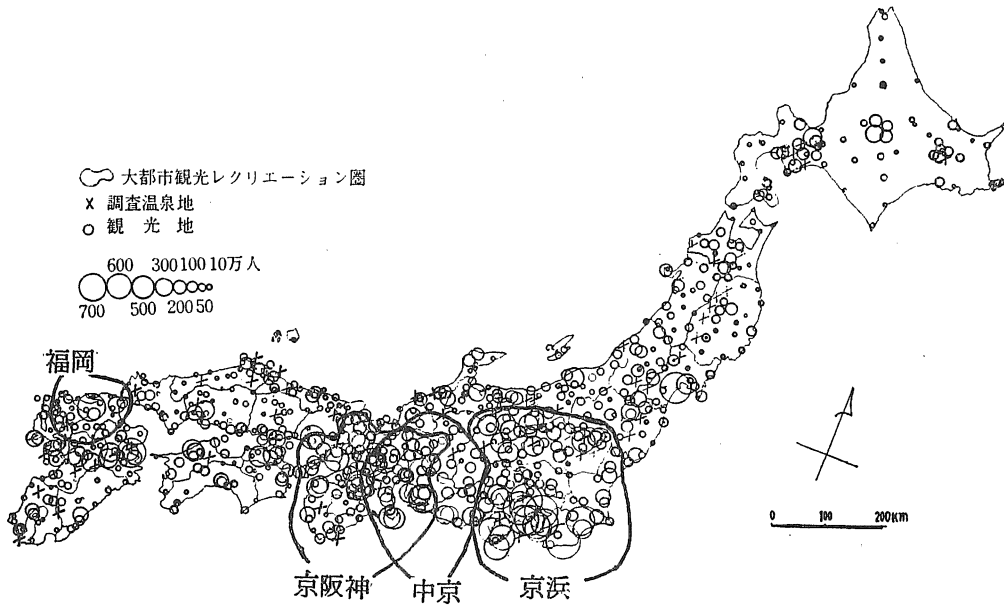 大都市観光レクリエーション圏
x 調査温泉地
観光地
600 300 100 10万人
700 500 200 50
福岡
0 100 200Km
京阪神 中京 京浜